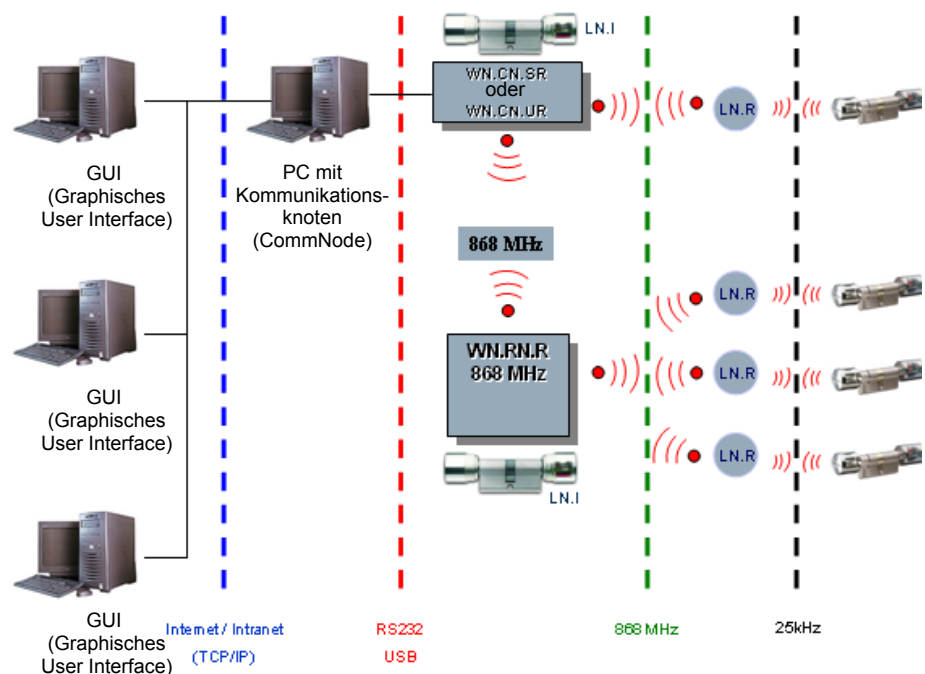 LN.I
WN.CN.SR
oder
WN.CN.UR
LN.R
GUI
(Graphisches
User Interface)
PC mit
Kommunikations-
knoten
(CommNode)
868 MHz
LN.R
WN.RN.R
868 MHz
LN.R
GUI
(Graphisches
User Interface)
LN.R
LN.I
GUI
(Graphisches
User Interface)
Internet / Intranet
(TCP/IP)
RS232
USB
868 MHz
25kHz